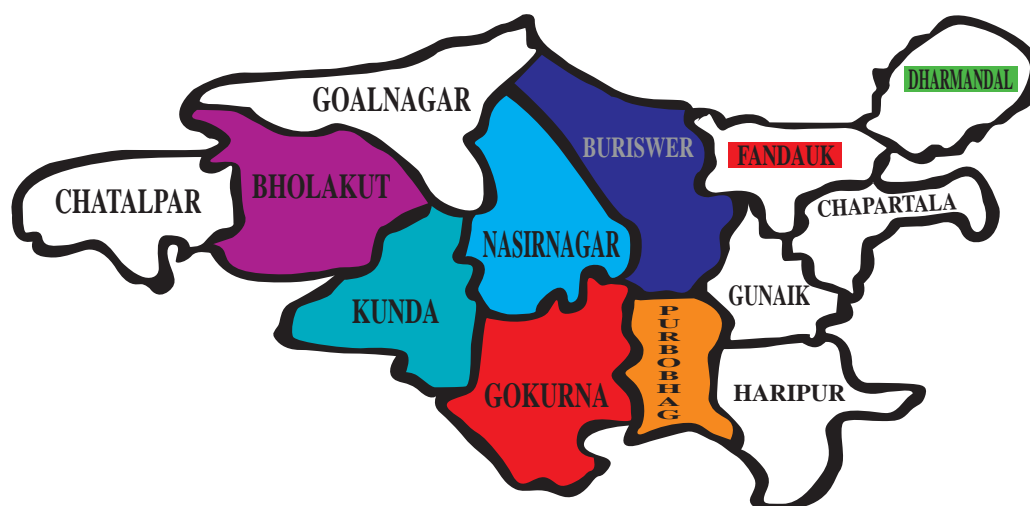 DHARMANDAL
GOALNAGAR
BURISWER
FANDAUK
BHOLAKUT
CHATALPAR
CHAPARTALA
NASIRNAGAR
GUNAIK
KUNDA
PURBOBHAG
GOKURNA
HARIPUR